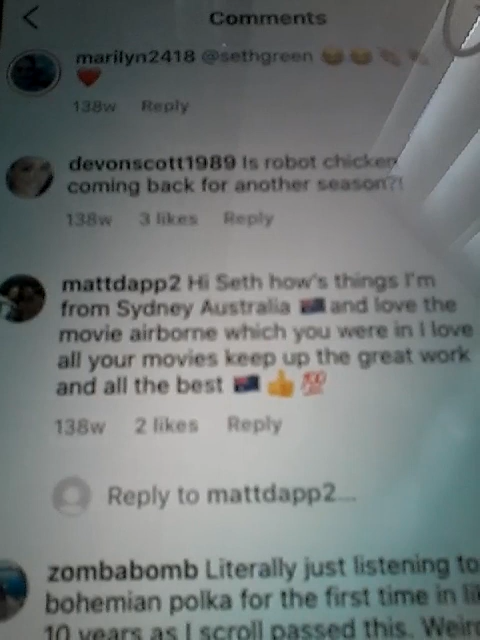 Comments
marilyn2418 @sethgreen 😂😂👏👏
❤️
138w Reply
devonscott1989 Is robot chicken
coming back for another season?!
138w 3 likes Reply
mattdapp2 Hi Seth how's things I'm
from Sydney Australia 🇦🇺 and love the
movie airborne which you were in I love
all your movies keep up the great work
and all the best 🇦🇺 👍 💯
138w 2 likes Reply
Reply to mattdapp2...
zombabomb Literally just listening to
bohemian polka for the first time in
10 years as I scroll passed this.